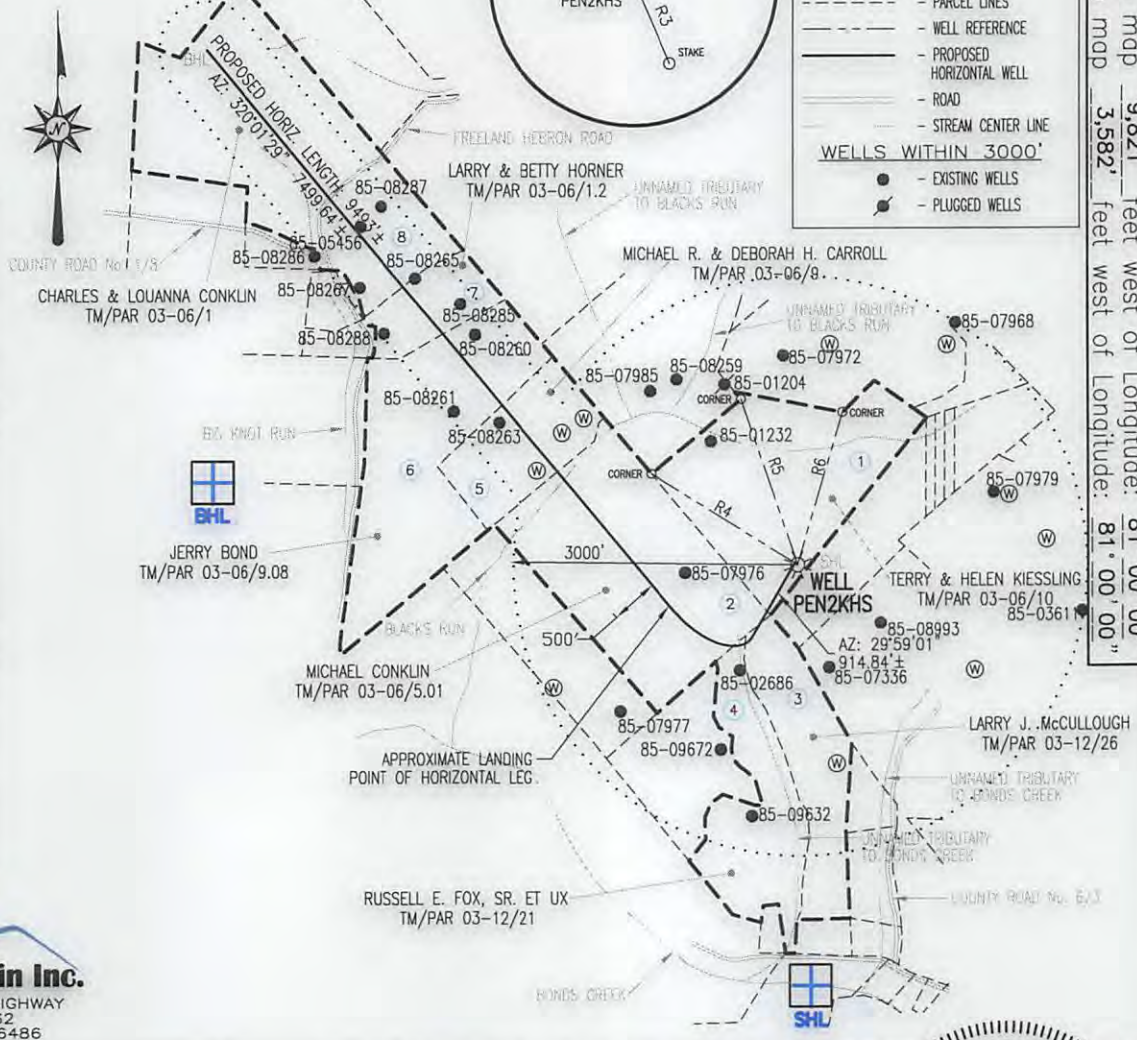 PEN2KHS
R3
STAKE
- PARCEL LINES
- WELL REFERENCE
- PROPOSED
HORIZONTAL WELL
- ROAD
- STREAM CENTER LINE
WELLS WITHIN 3000'
- EXISTING WELLS
- PLUGGED WELLS
map 9,821' feet west of Longitude: 81° 00' 00"
map 3,582' feet west of Longitude: 81° 00' 00"
N
BHL
PROPOSED HORIZ. LENGTH: 9493'±
AZ: 320°01'29" 7499.64'±
FREELAND HEBRON ROAD
LARRY & BETTY HORNER
TM/PAR 03-06/1.2
UNNAMED TRIBUTARY
TO BLACKS RUN
85-08287
8
85-05456
85-08286
85-08265
COUNTY ROAD No. 1/3
CHARLES & LOUANNA CONKLIN
TM/PAR 03-06/1
85-08267
7
85-08285
85-08288
85-08260
MICHAEL R. & DEBORAH H. CARROLL
TM/PAR 03-06/9
UNNAMED TRIBUTARY
TO BLACKS RUN
85-07968
W
W
85-07972
85-08259
85-07985
85-01204
CORNER
CORNER
85-08261
85-08263
W
W
85-01232
BIG KNOT RUN
CORNER
R5
R6
1
6
5
W
R4
85-07979
W
W
BHL
JERRY BOND
TM/PAR 03-06/9.08
3000'
85-07976
SHL
WELL
PEN2KHS
TERRY & HELEN KIESSLING
TM/PAR 03-06/10
85-03611
2
BLACKS RUN
500'
85-08993
AZ: 29°59'01"
914.84'±
85-07336
W
MICHAEL CONKLIN
TM/PAR 03-06/5.01
W
85-02686
3
4
85-07977
85-09672
LARRY J. McCULLOUGH
TM/PAR 03-12/26
APPROXIMATE LANDING
POINT OF HORIZONTAL LEG.
W
UNNAMED TRIBUTARY
TO BONDS CREEK
85-09632
UNNAMED TRIBUTARY
TO BONDS CREEK
RUSSELL E. FOX, SR. ET UX
TM/PAR 03-12/21
COUNTY ROAD No. 6/3
BONDS CREEK
SHL
in Inc.
IGHWAY
62
6486